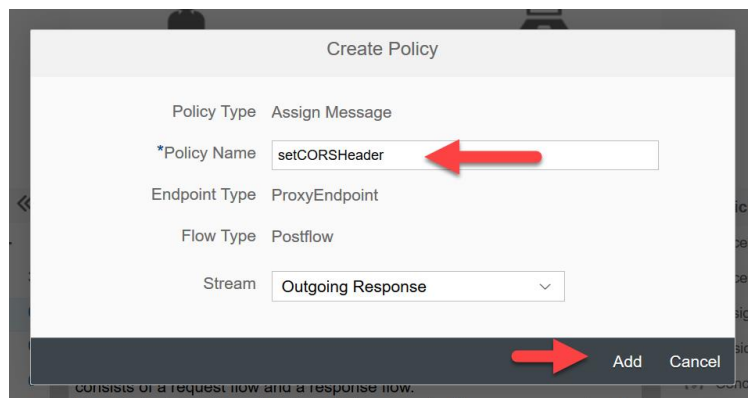 Create Policy
Policy Type Assign Message
*Policy Name setCORSHeader
Endpoint Type ProxyEndpoint
Flow Type Postflow
Stream Outgoing Response
Add Cancel
consists of a request flow and a response flow.